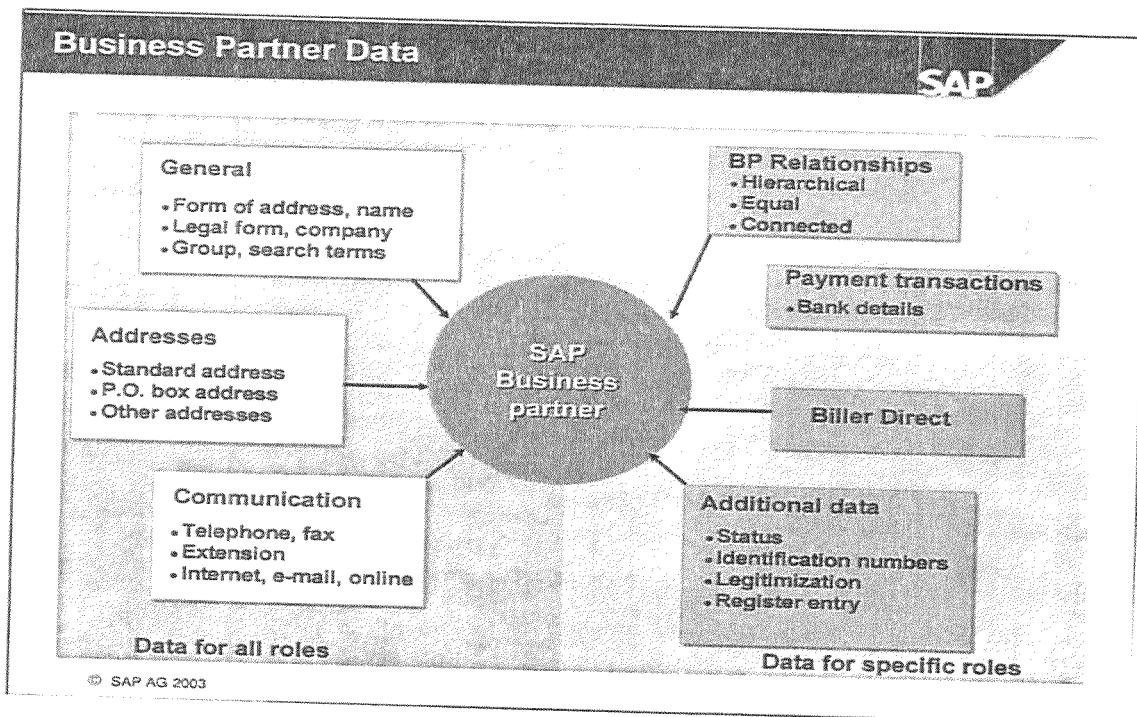 Business Partner Data
SAP
General
• Form of address, name
• Legal form, company
• Group, search terms
Addresses
• Standard address
• P.O. box address
• Other addresses
Communication
• Telephone, fax
• Extension
• Internet, e-mail, online
Data for all roles
SAP
Business
partner
BP Relationships
• Hierarchical
• Equal
• Connected
Payment transactions
• Bank details
Biller Direct
Additional data
• Status
• Identification numbers
• Legitimization
• Register entry
Data for specific roles
© SAP AG 2003